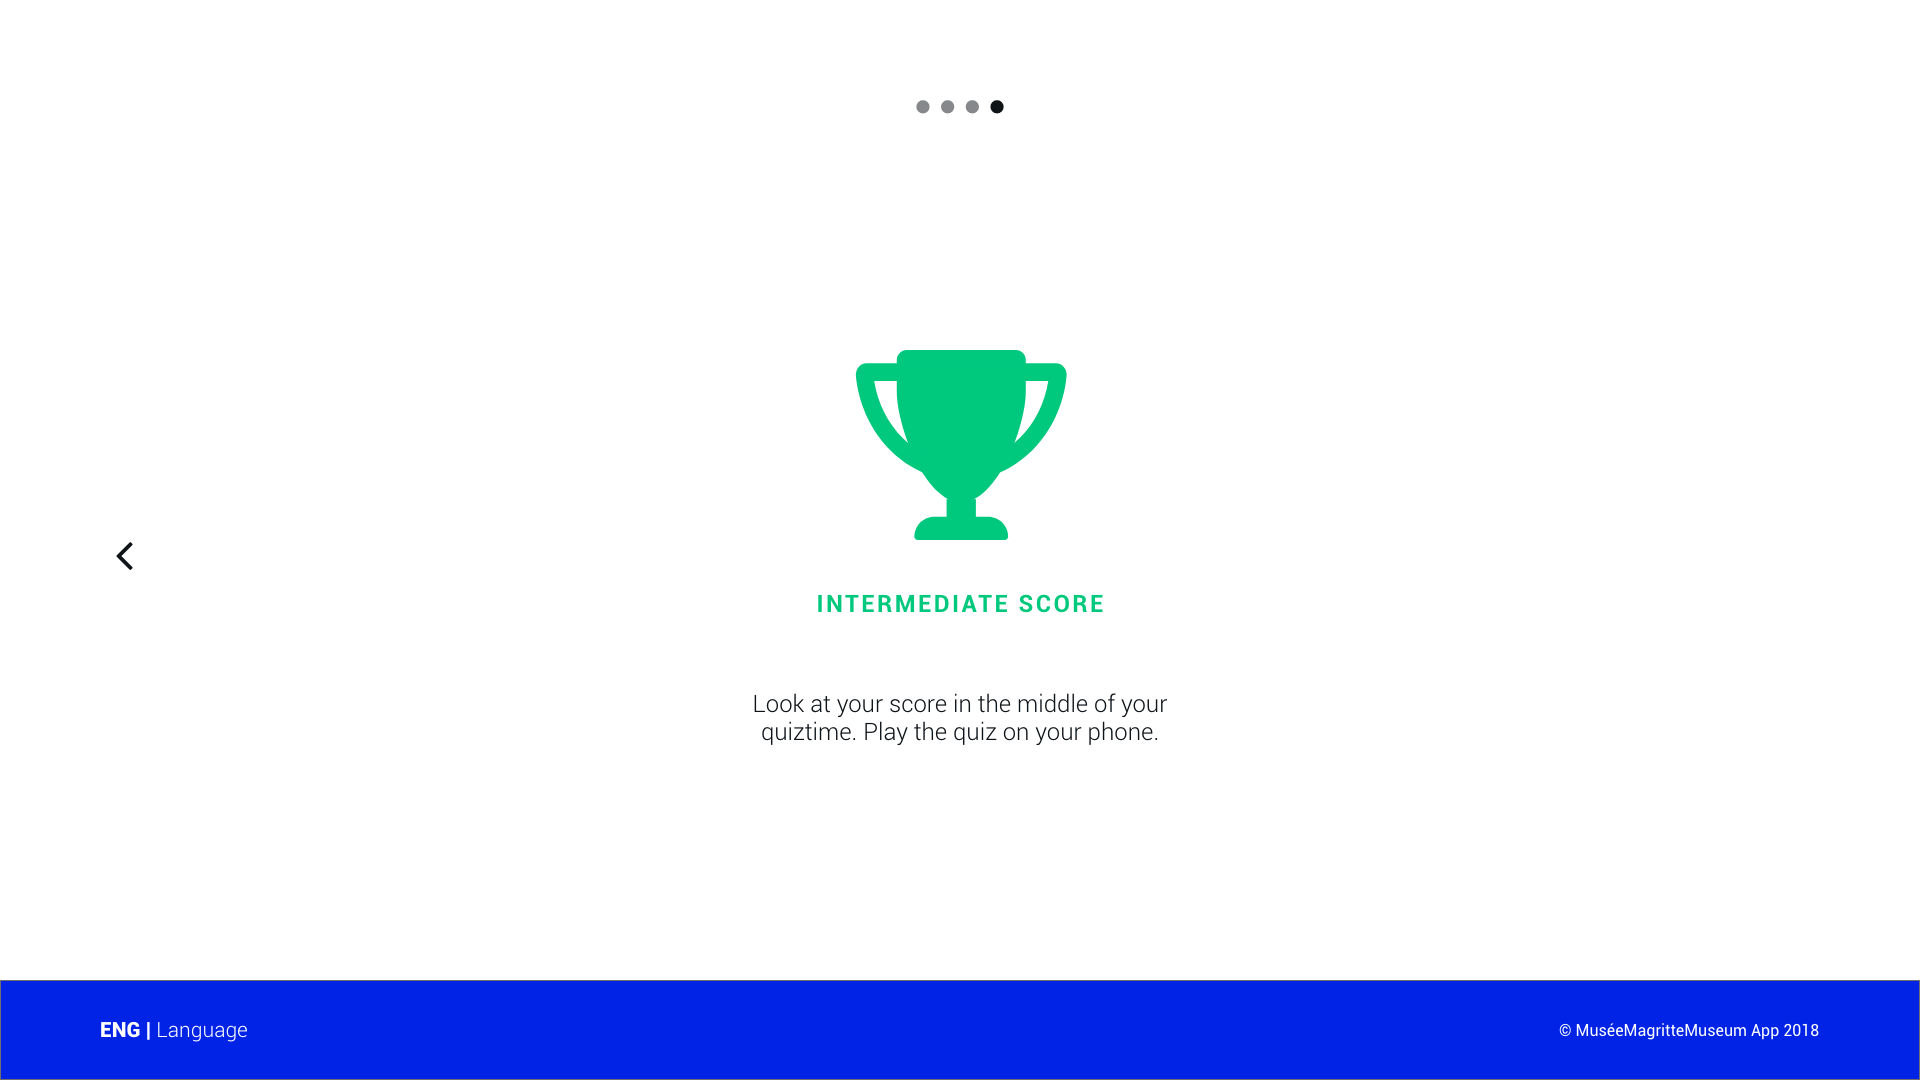 INTERMEDIATE SCORE
Look at your score in the middle of your
quiztime. Play the quiz on your phone.
ENG | Language
© MuséeMagritteMuseum App 2018